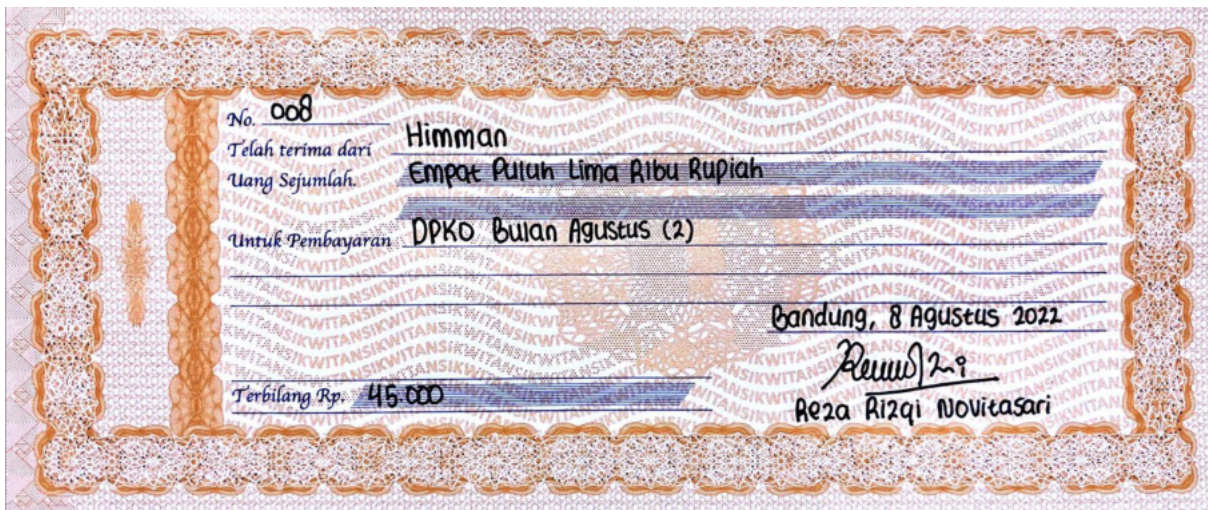 No. 008
Telah terima dari Himman
Uang Sejumlah. Empat Puluh Lima Ribu Rupiah
Untuk Pembayaran DPKO Bulan Agustus (2)
Bandung, 8 Agustus 2022
Terbilang Rp. 45.000
Reza Rizqi Novitasari